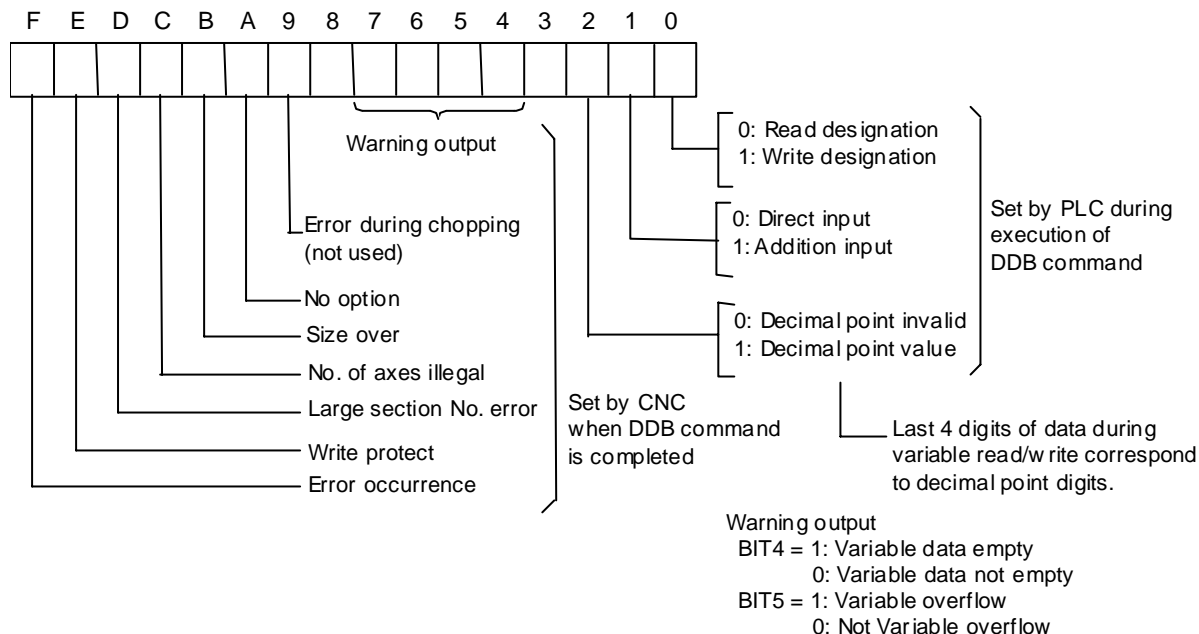 F E D C B A 9 8 7 6 5 4 3 2 1 0
Warning output
Error during chopping
(not used)
No option
Size over
No. of axes illegal
Large section No. error
Write protect
Error occurrence
Set by CNC
when DDB command
is completed
0: Read designation
1: Write designation
0: Direct input
1: Addition input
0: Decimal point invalid
1: Decimal point value
Set by PLC during
execution of
DDB command
Last 4 digits of data during
variable read/write correspond
to decimal point digits.
Warning output
BIT4 = 1: Variable data empty
0: Variable data not empty
BIT5 = 1: Variable overflow
0: Not Variable overflow